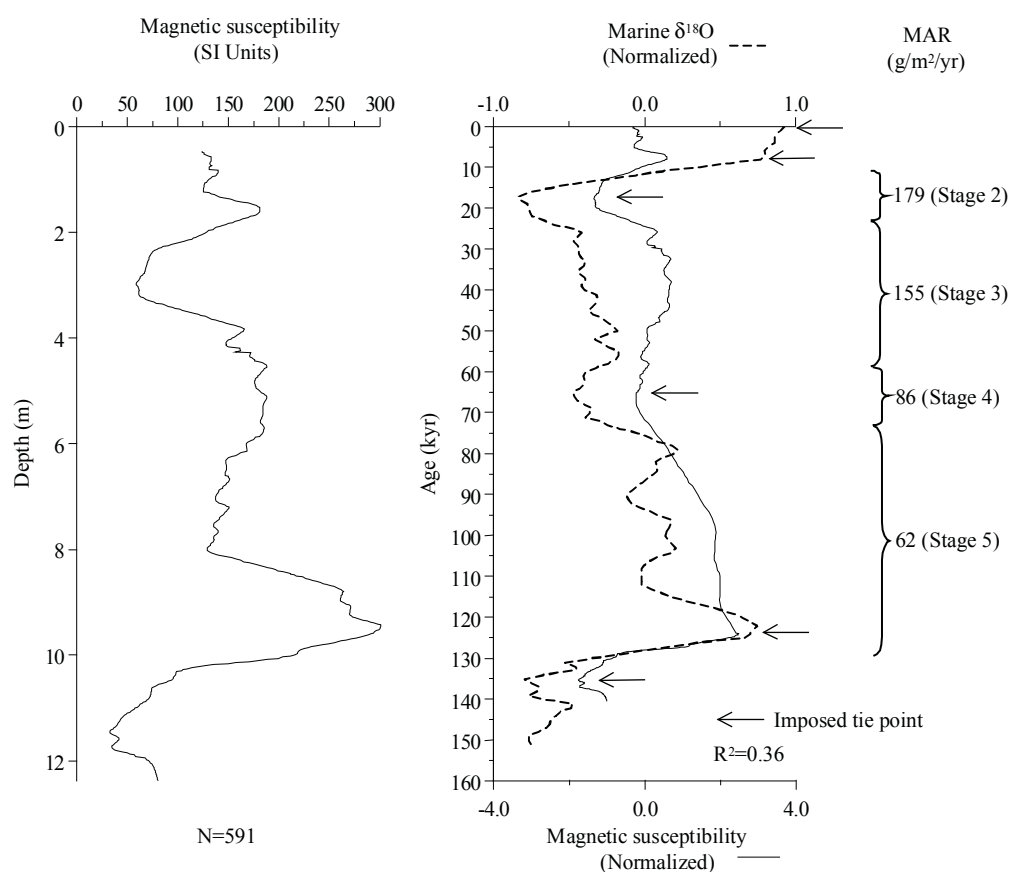 Magnetic susceptibility
(SI Units)
0 50 100 150 200 250 300
0
2
4
6
8
10
12
Depth (m)
N=591
Marine δ¹⁸O
(Normalized)
-1.0 0.0 1.0
0
10
20
30
40
50
60
70
80
90
100
110
120
130
140
150
160
Age (kyr)
-4.0 0.0 4.0
Magnetic susceptibility
(Normalized)
Imposed tie point
R²=0.36
MAR
(g/m²/yr)
179 (Stage 2)
155 (Stage 3)
86 (Stage 4)
62 (Stage 5)